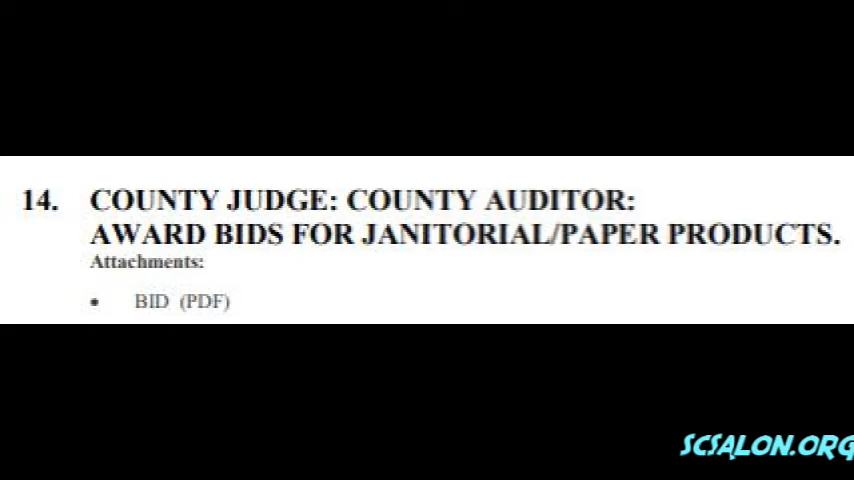 14. COUNTY JUDGE: COUNTY AUDITOR:
AWARD BIDS FOR JANITORIAL/PAPER PRODUCTS.
Attachments:
• BID (PDF)
SCSALON.ORG